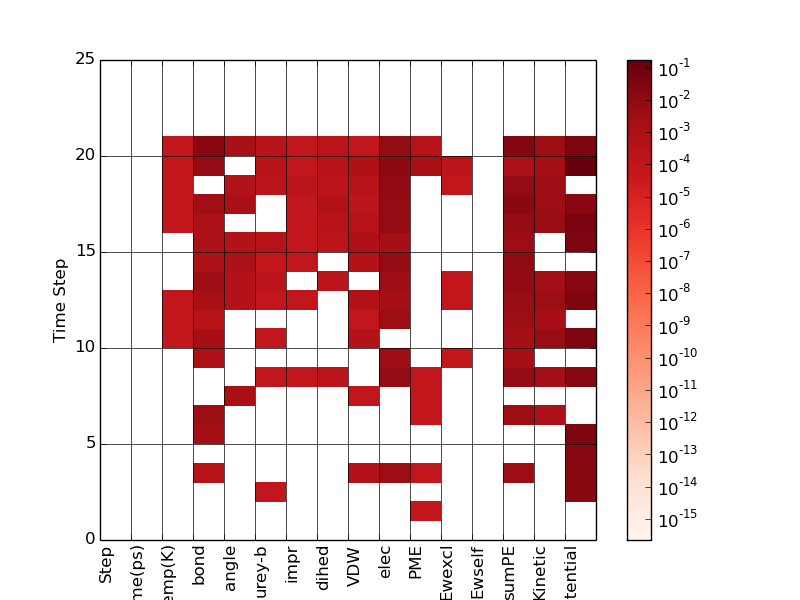 25
20
15
10
5
0
Time Step
Step
me(ps)
emp(K)
bond
angle
urey-b
impr
dihed
VDW
elec
PME
Ewexcl
Ewself
sumPE
Kinetic
tential
10^-1
10^-2
10^-3
10^-4
10^-5
10^-6
10^-7
10^-8
10^-9
10^-10
10^-11
10^-12
10^-13
10^-14
10^-15